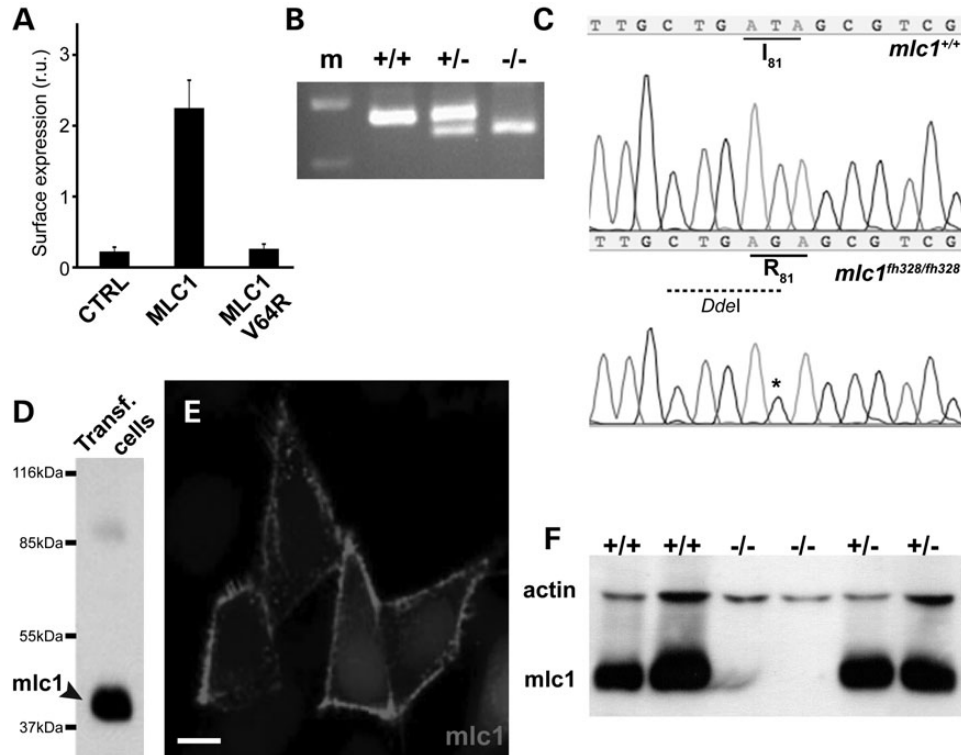 A
Surface expression (r.u.)
3
2
1
0
CTRL
MLC1
MLC1
V64R
B
m +/+ +/- -/-
C
T T G C T G A T A G C G T C G
I81
mlc1+/+
T T G C T G A G A G C G T C G
R81
mlc1fh328/fh328
DdeI
*
D
Transf.
cells
116kDa
85kDa
55kDa
mlc1
37kDa
E
mlc1
F
+/+ +/+ -/- -/- +/- +/-
actin
mlc1